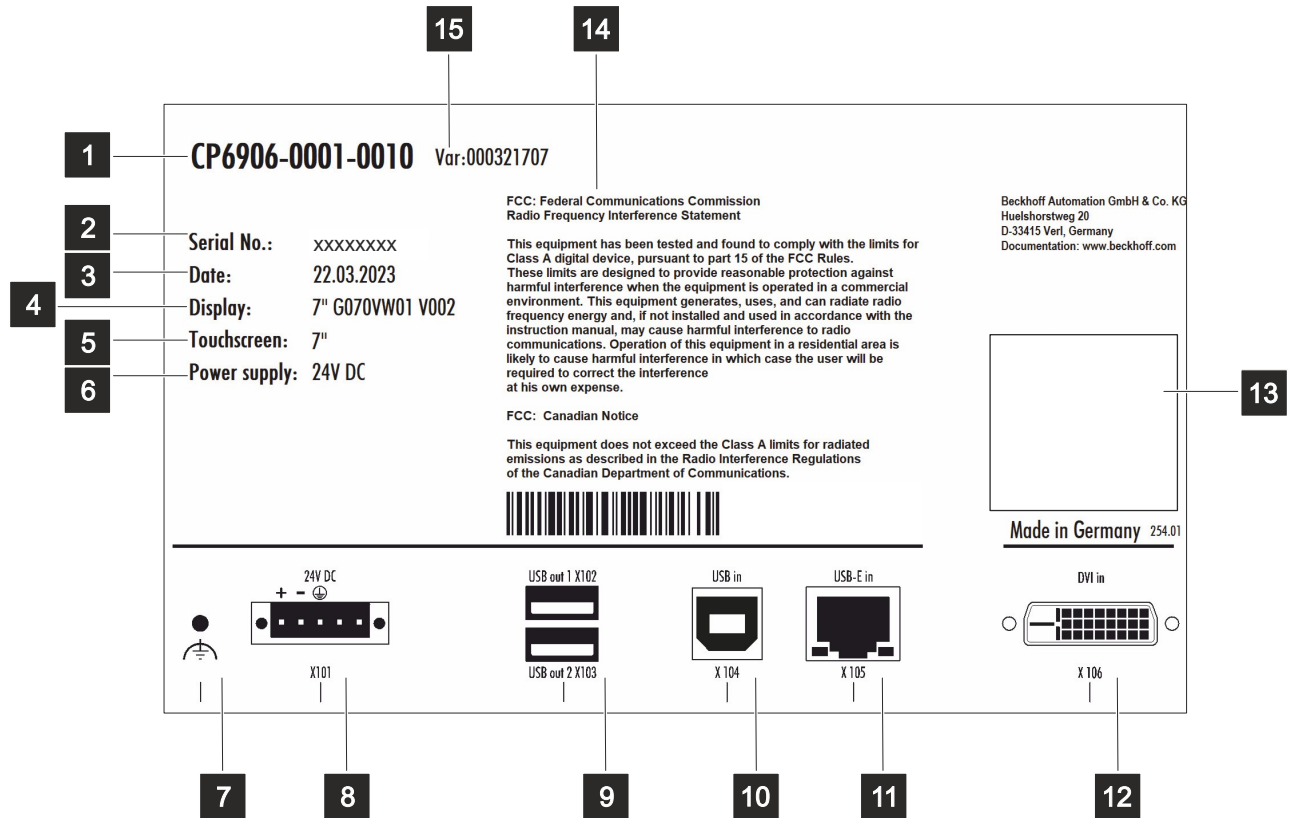 15
14
1
CP6906-0001-0010 Var:000321707
FCC: Federal Communications Commission
Radio Frequency Interference Statement
This equipment has been tested and found to comply with the limits for
Class A digital device, pursuant to part 15 of the FCC Rules.
These limits are designed to provide reasonable protection against
harmful interference when the equipment is operated in a commercial
environment. This equipment generates, uses, and can radiate radio
frequency energy and, if not installed and used in accordance with the
instruction manual, may cause harmful interference to radio
communications. Operation of this equipment in a residential area is
likely to cause harmful interference in which case the user will be
required to correct the interference
at his own expense.
FCC: Canadian Notice
This equipment does not exceed the Class A limits for radiated
emissions as described in the Radio Interference Regulations
of the Canadian Department of Communications.
Beckhoff Automation GmbH & Co. KG
Huelshorstweg 20
D-33415 Verl, Germany
Documentation: www.beckhoff.com
2
Serial No.: xxxxxxxx
3
Date: 22.03.2023
4
Display: 7" G070VW01 V002
5
Touchscreen: 7"
6
Power supply: 24V DC
13
Made in Germany 254.01
24V DC
+ -
X101
USB out 1 X102
USB out 2 X103
USB in
X 104
USB-E in
X 105
DVI in
X 106
7
8
9
10
11
12